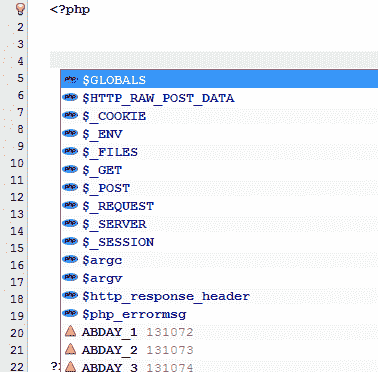 1 <?php
2
3
4
5 php $GLOBALS
6 php $HTTP_RAW_POST_DATA
7 php $_COOKIE
8 php $_ENV
9 php $_FILES
10 php $_GET
11 php $_POST
12 php $_REQUEST
13 php $_SERVER
14 php $_SESSION
15 php $argc
16 php $argv
17 php $http_response_header
18 php $php_errormsg
19
20 ABDAY_1 131072
21 ABDAY_2 131073
22 ?> ABDAY_3 131074